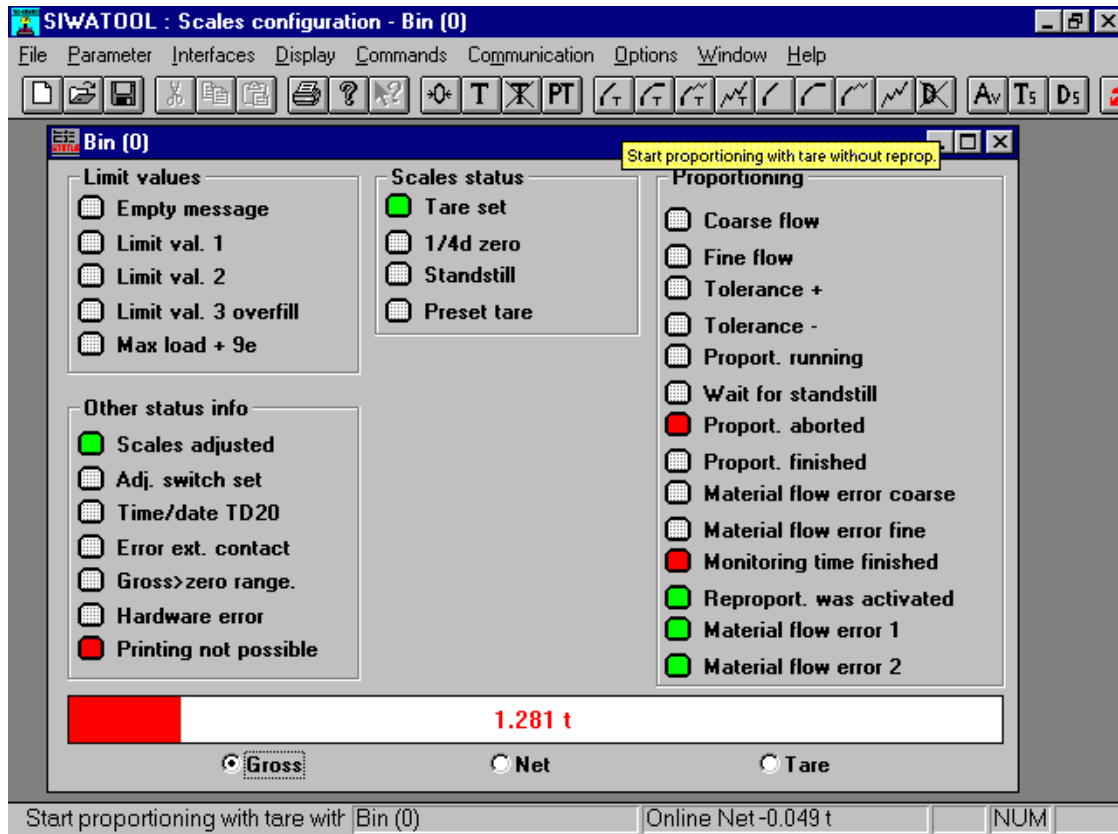 SIWATOOL : Scales configuration - Bin (0)
File Parameter Interfaces Display Commands Communication Options Window Help
T T PT T T T T D Av Ts Ds
Bin (0)
Start proportioning with tare without reprop.
Limit values
Empty message
Limit val. 1
Limit val. 2
Limit val. 3 overfill
Max load + 9e
Scales status
Tare set
1/4d zero
Standstill
Preset tare
Proportioning
Coarse flow
Fine flow
Tolerance +
Tolerance -
Proport. running
Wait for standstill
Proport. aborted
Proport. finished
Material flow error coarse
Material flow error fine
Monitoring time finished
Reproport. was activated
Material flow error 1
Material flow error 2
Other status info
Scales adjusted
Adj. switch set
Time/date TD20
Error ext. contact
Gross>zero range.
Hardware error
Printing not possible
1.281 t
Gross Net Tare
Start proportioning with tare with Bin (0) Online Net -0.049 t NUM